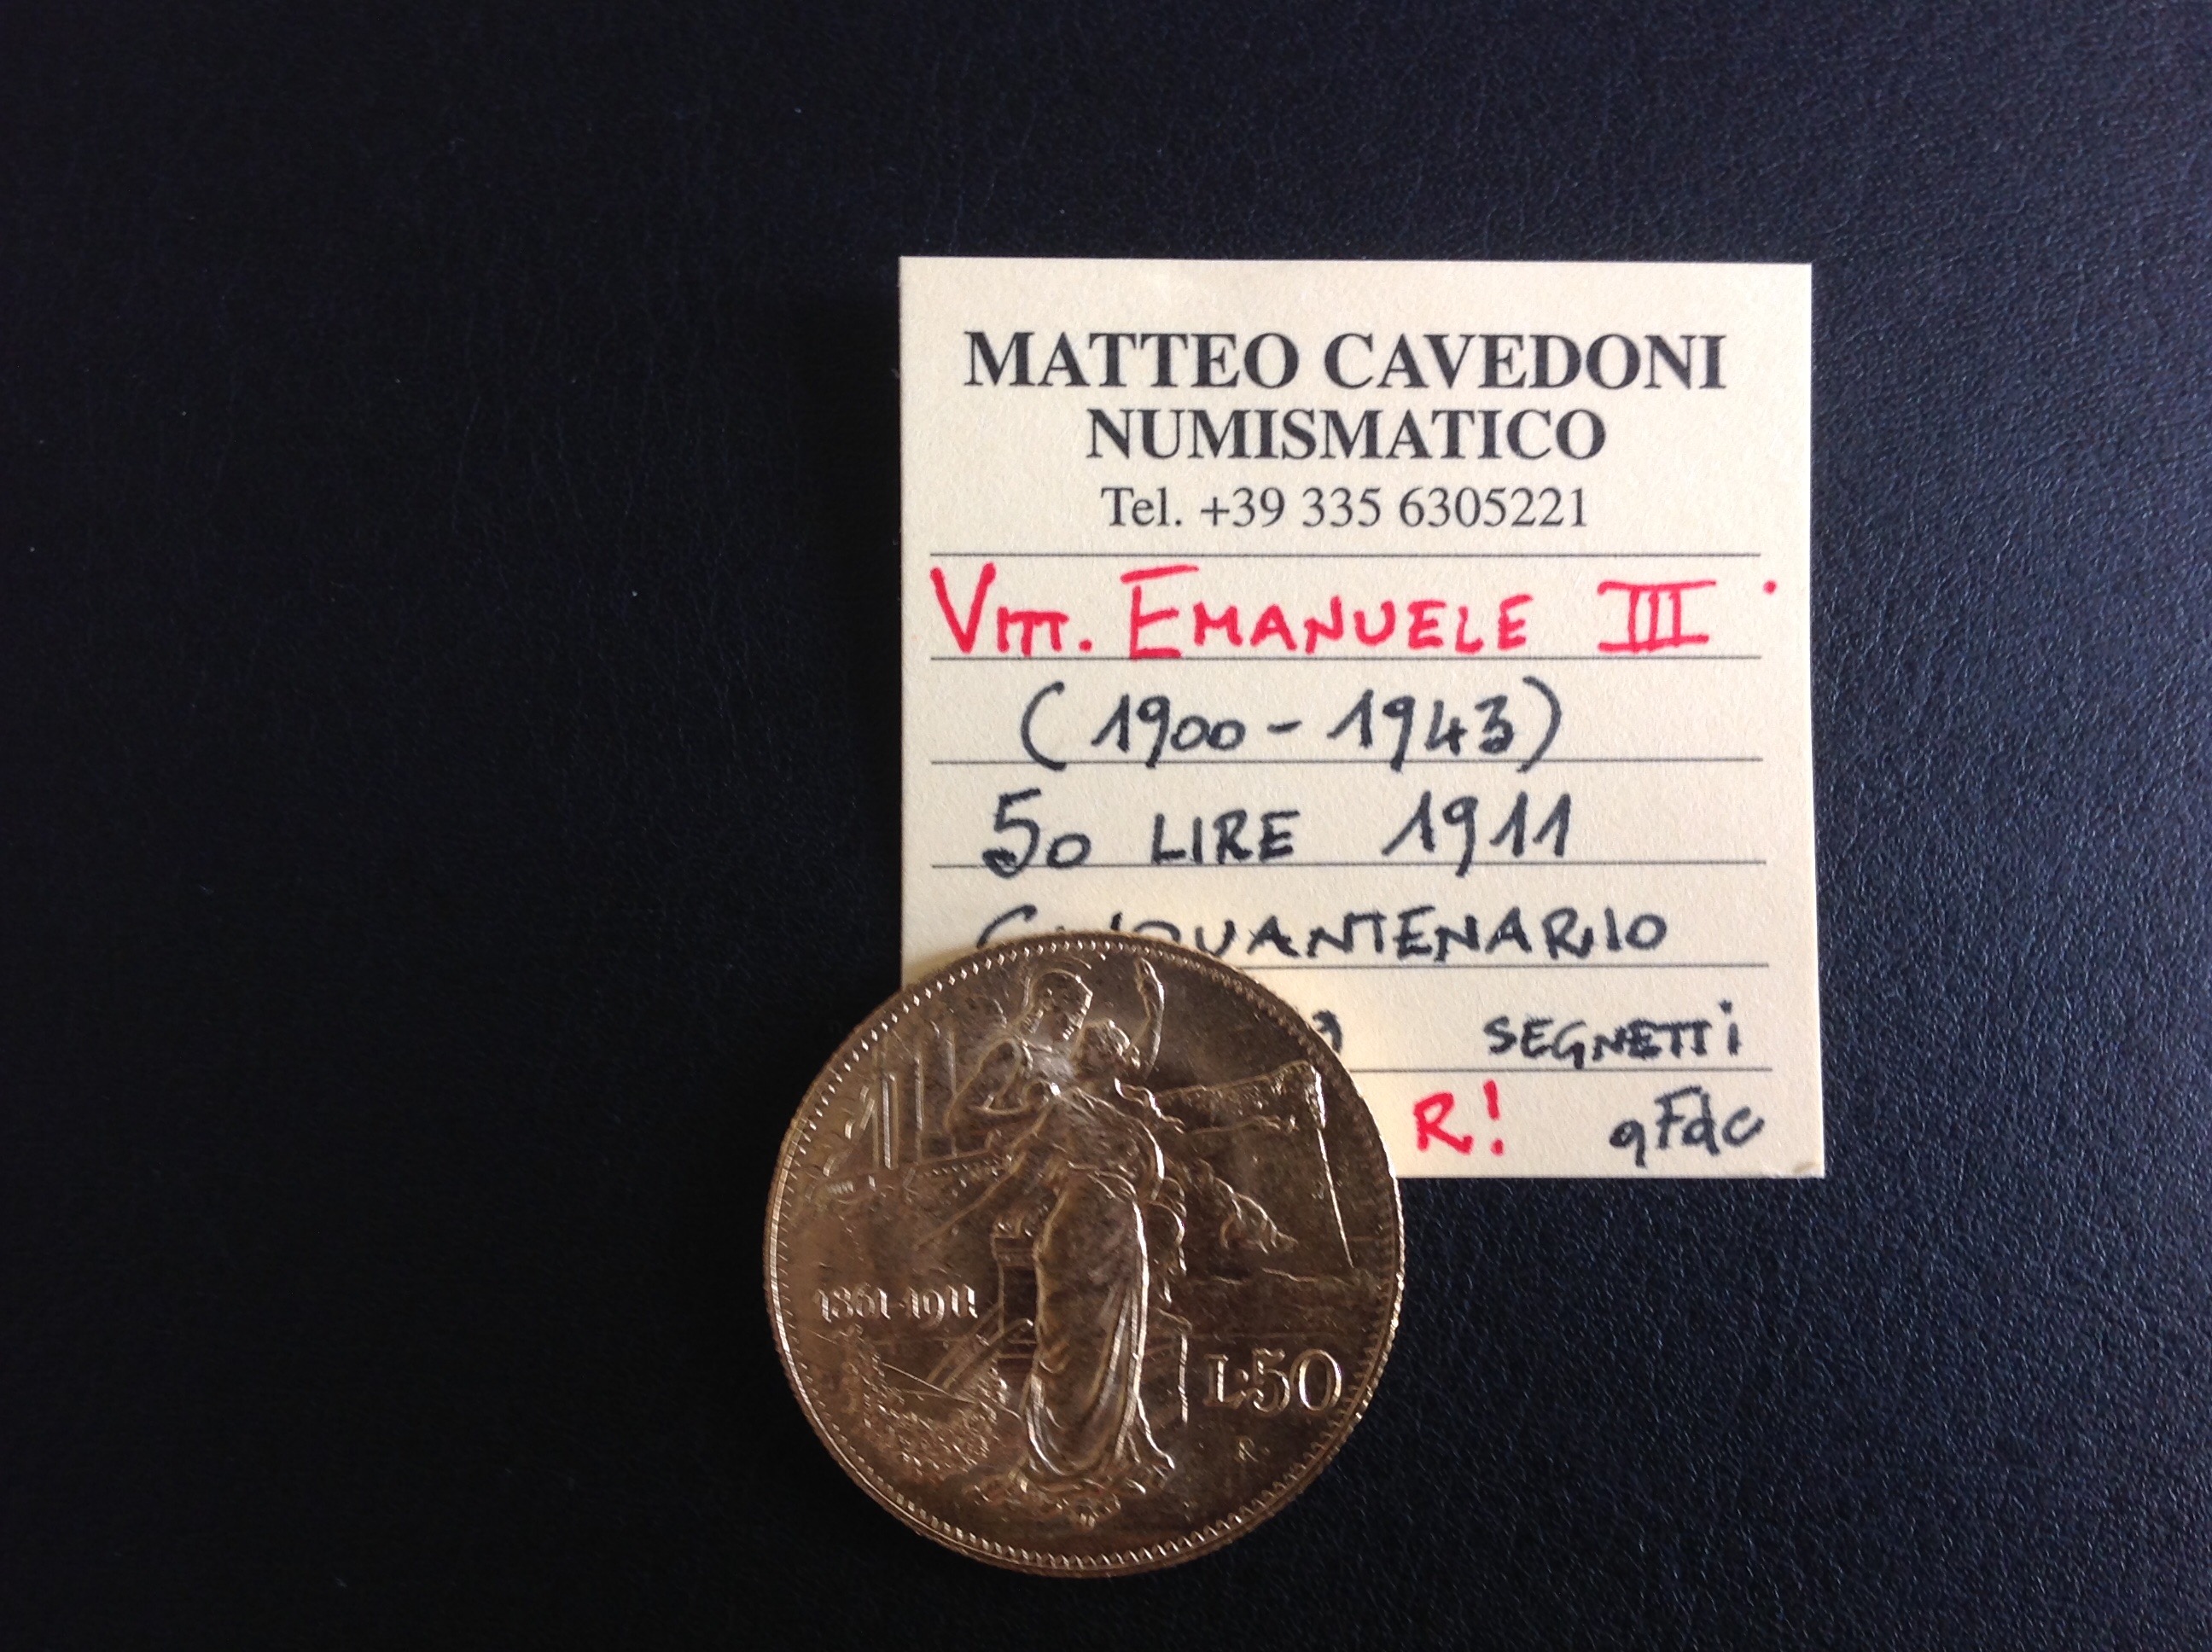 MATTEO CAVEDONI
NUMISMATICO
Tel. +39 335 6305221
VITT. EMANUELE III
(1900-1943)
50 LIRE 1911
CINQUANTENARIO
SEGNETTI
R! qFdc
1861-1911
L.50
R